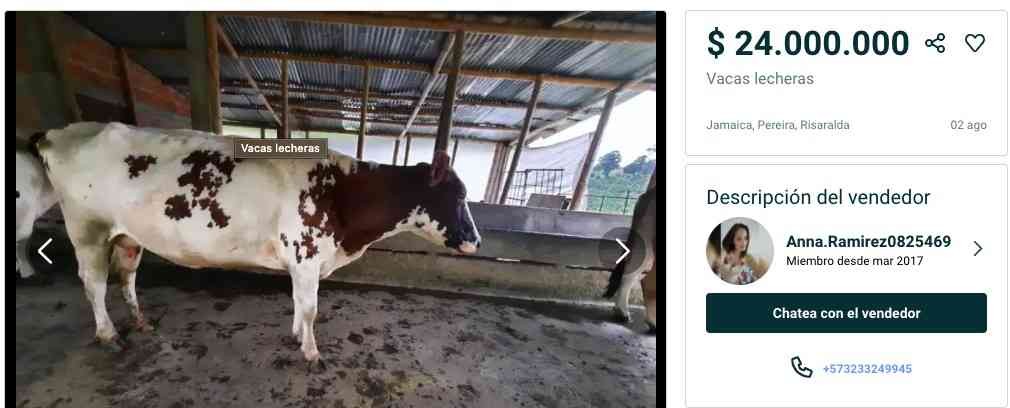 $ 24.000.000
Vacas lecheras
Jamaica, Pereira, Risaralda 02 ago
Vacas lecheras
Descripción del vendedor
Anna.Ramirez0825469
Miembro desde mar 2017
Chatea con el vendedor
+573233249945